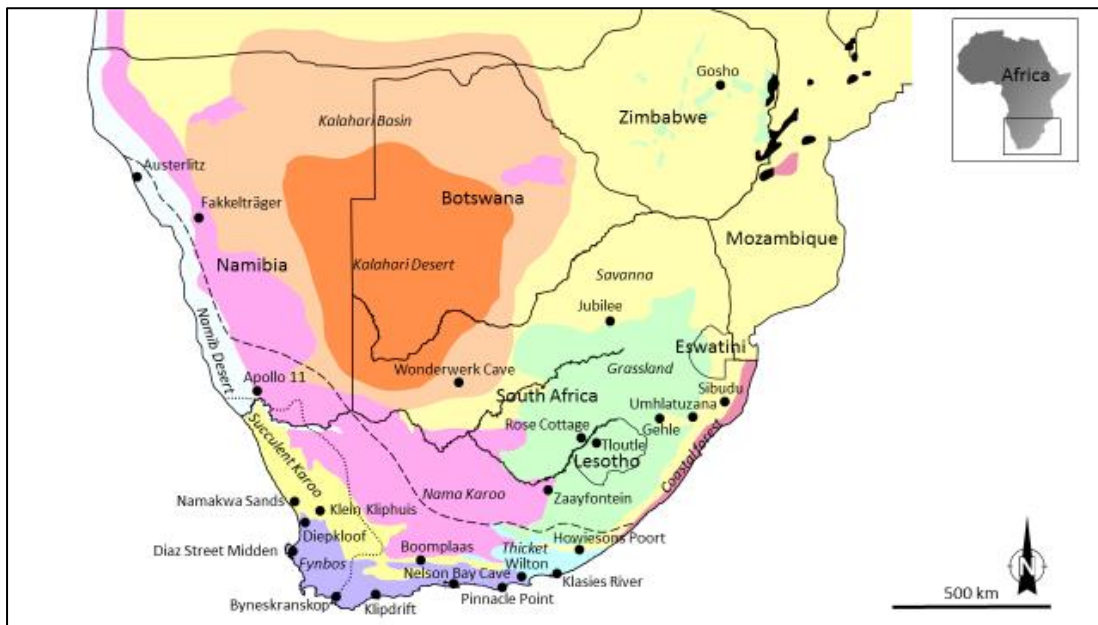 Gosho
Africa
Zimbabwe
Kalahari Basin
Austerlitz
Botswana
Fakkelträger
Mozambique
Namibia
Kalahari Desert
Savanna
Jubilee
Namib Desert
Eswatini
Grassland
Apollo 11
Wonderwerk Cave
South Africa
Sibudu
Umhlatuzana
Gehle
Rose Cottage
Tloutle
Lesotho
Coastal forest
Succulent Karoo
Nama Karoo
Zaayfontein
Namakwa Sands
Klein Kliphuis
Diepkloof
Howiesons Poort
Diaz Street Midden
Boomplaas
Thicket
Fynbos
Wilton
Nelson Bay Cave
Klasies River
Pinnacle Point
Byneskranskop
Klipdrift
N
500 km